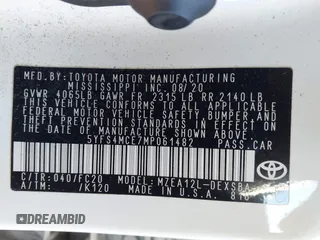 MFD. BY:TOYOTA MOTOR MANUFACTURING
MISSISSIPPI INC. 08/20
GVWR 4065LB GAWR FR 2315 LB RR 2140 LB
THIS VEHICLE CONFORMS TO ALL APPLICABLE
FEDERAL MOTOR VEHICLE SAFETY, BUMPER, AND
THEFT PREVENTION STANDARDS IN EFFECT ON
THE DATE OF MANUFACTURE SHOWN ABOVE.
5YFS4MCE7MP061482 PASS.CAR
TOYOTA
C/TR:040/FC20 MODEL:MZEA12L-DEXSBA
A/TM: /K120 MADE IN U.S.A.
DREAMBID